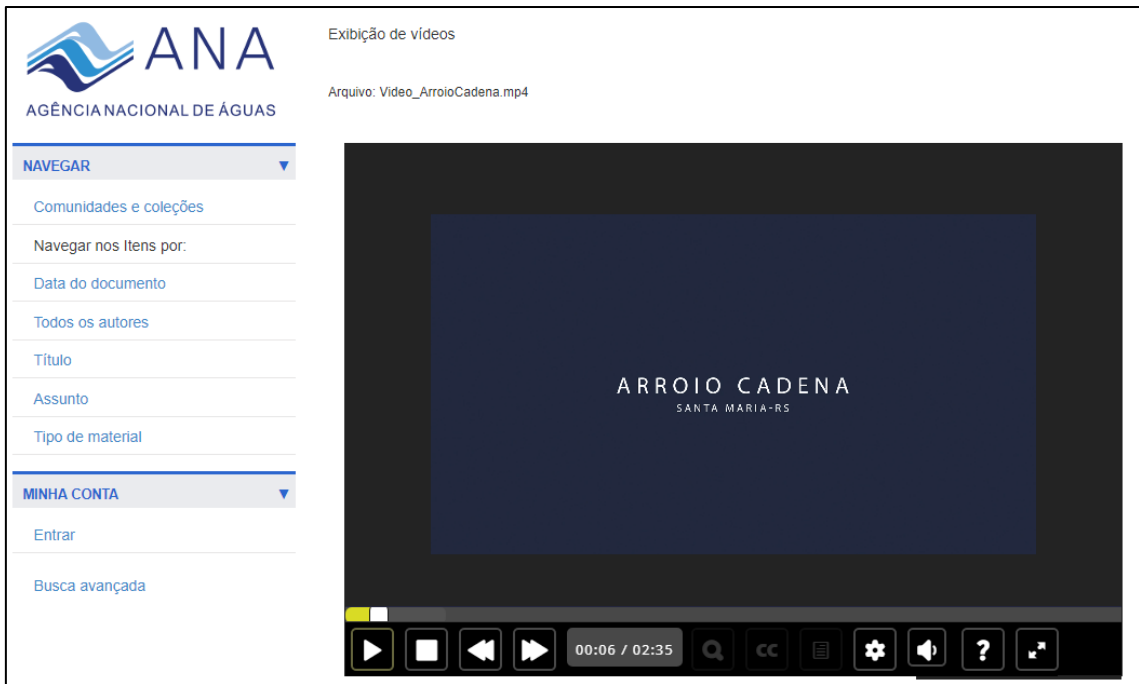 ANA
AGÊNCIA NACIONAL DE ÁGUAS
NAVEGAR
Comunidades e coleções
Navegar nos Itens por:
Data do documento
Todos os autores
Título
Assunto
Tipo de material
MINHA CONTA
Entrar
Busca avançada
Exibição de vídeos
Arquivo: Video_ArroioCadena.mp4
ARROIO CADENA
SANTA MARIA-RS
00:06 / 02:35
CC
?